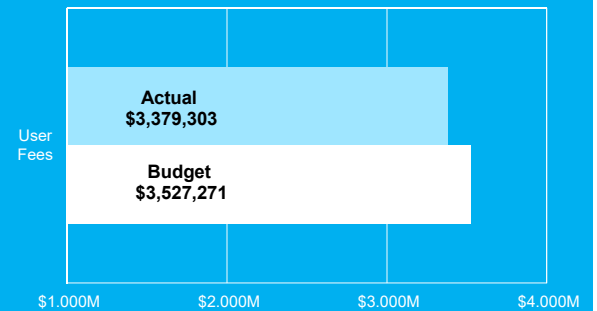 Actual
$3,379,303
User
Fees
Budget
$3,527,271
$1.000M
$2.000M
$3.000M
$4.000M